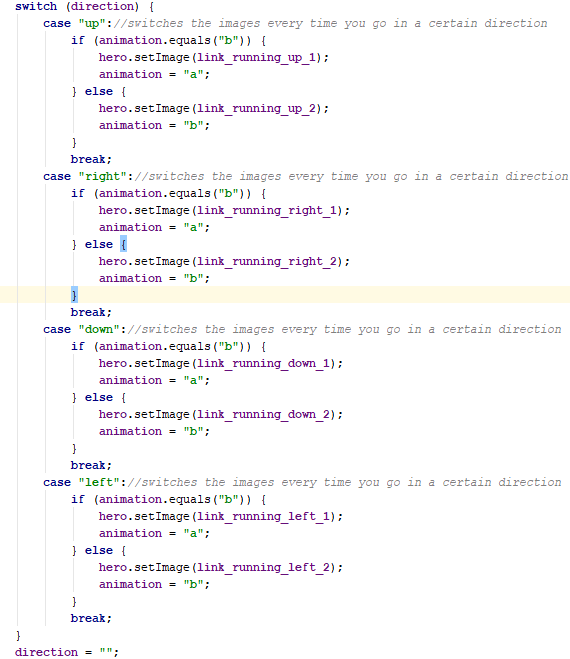 switch (direction) {
    case "up"://switches the images every time you go in a certain direction
        if (animation.equals("b")) {
            hero.setImage(link_running_up_1);
            animation = "a";
        } else {
            hero.setImage(link_running_up_2);
            animation = "b";
        }
        break;
    case "right"://switches the images every time you go in a certain direction
        if (animation.equals("b")) {
            hero.setImage(link_running_right_1);
            animation = "a";
        } else {
            hero.setImage(link_running_right_2);
            animation = "b";
        }
        break;
    case "down"://switches the images every time you go in a certain direction
        if (animation.equals("b")) {
            hero.setImage(link_running_down_1);
            animation = "a";
        } else {
            hero.setImage(link_running_down_2);
            animation = "b";
        }
        break;
    case "left"://switches the images every time you go in a certain direction
        if (animation.equals("b")) {
            hero.setImage(link_running_left_1);
            animation = "a";
        } else {
            hero.setImage(link_running_left_2);
            animation = "b";
        }
        break;
}
direction = "";